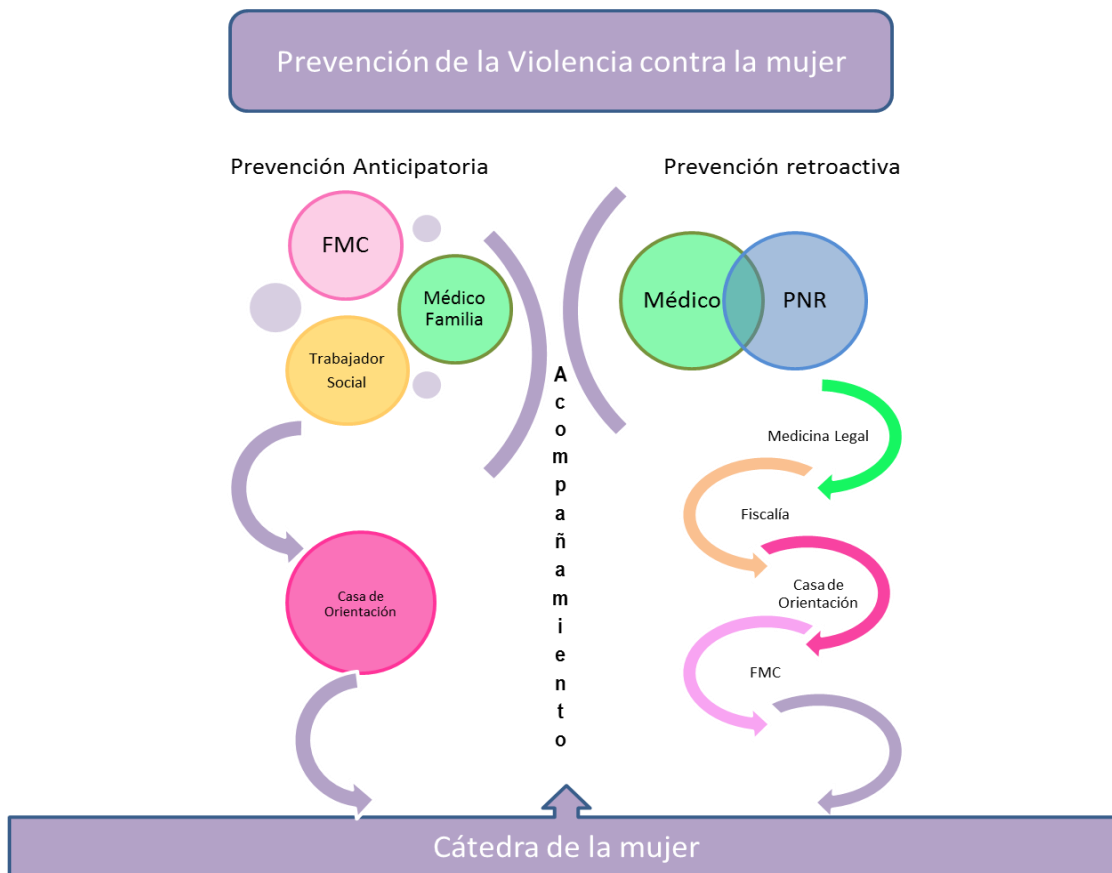 Prevención de la Violencia contra la mujer
Prevención Anticipatoria
FMC
Médico
Familia
Trabajador
Social
Casa de
Orientación
Acompañamiento
Prevención retroactiva
Médico
PNR
Medicina Legal
Fiscalía
Casa de
Orientación
FMC
Cátedra de la mujer